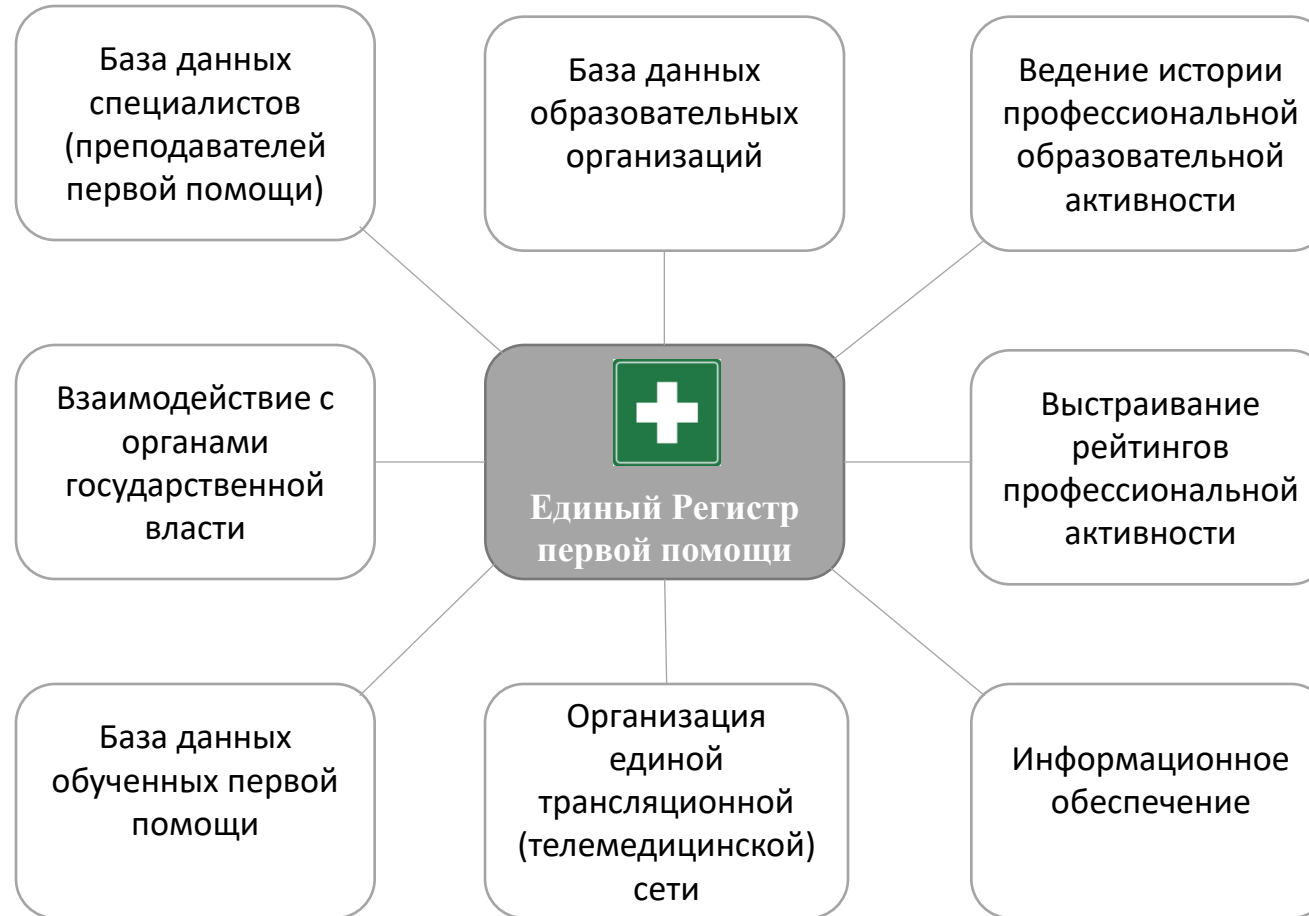 База данных
специалистов
(преподавателей
первой помощи)
База данных
образовательных
организаций
Ведение истории
профессиональной
образовательной
активности
Взаимодействие с
органами
государственной
власти
Единый Регистр
первой помощи
Выстраивание
рейтингов
профессиональной
активности
База данных
обученных первой
помощи
Организация
единой
трансляционной
(телемедицинской)
сети
Информационное
обеспечение